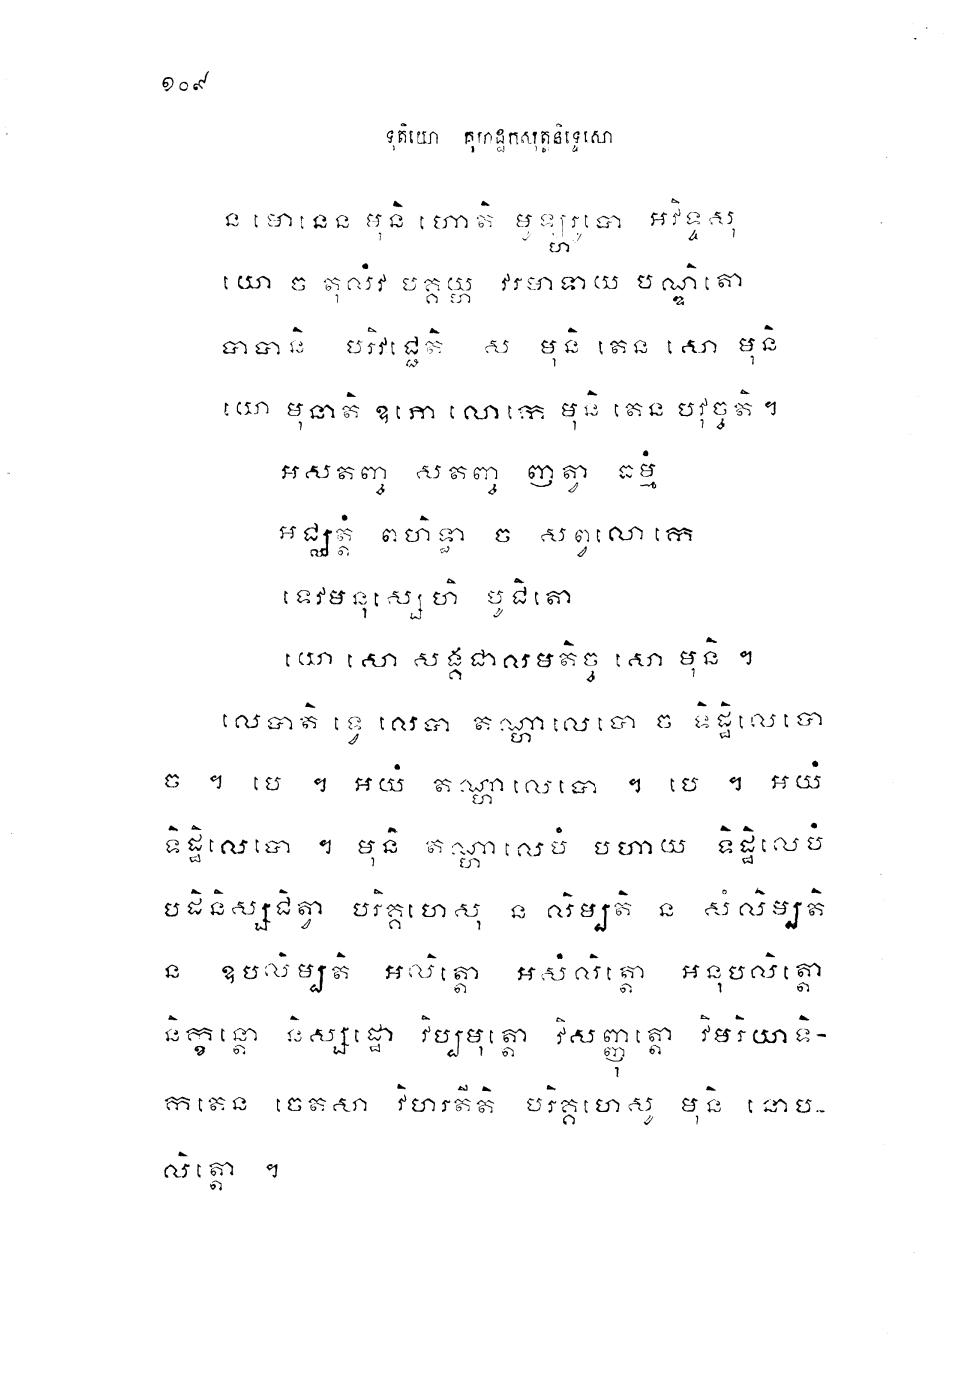 ១០៩
ទុតិយោ គុហដ្ឋកសុត្តនិទ្ទេសោ
ន មោនេន មុនិ ហោតិ មូឡ្ហរូបោ អវិទ្ទសុ
យោ ច តុលំវ បគ្គយ្ហ វរមាទាយ បណ្ឌិតោ
បាបានិ បរិវជ្ជេតិ ស មុនិ តេន សោ មុនិ
យោ មុនាតិ ឧភោ លោកេ មុនិ តេន បវុច្ចតិ ។
អសតញ្ច សតញ្ច ញត្វា ធម្មំ
អជ្ឈត្តំ ពហិទ្ធា ច សព្វលោកេ
ទេវមនុស្សេហិ បូជិតោ
យោ សោ សង្គជាលមតិច្ច សោ មុនិ ។
លេបាតិ ទ្វេ លេបា តណ្ហាលេបោ ច ទិដ្ឋិលេបោ
ច ។ បេ ។ អយំ តណ្ហាលេបោ ។ បេ ។ អយំ
ទិដ្ឋិលេបោ ។ មុនិ តណ្ហាលេបំ បហាយ ទិដ្ឋិលេបំ
បដិនិស្សជិត្វា បរិគ្គហេសុ ន លិម្បតិ ន សំលិម្បតិ
ន ឧបលិម្បតិ អលិត្តោ អសំលិត្តោ អនុបលិត្តោ
និក្ខន្តោ និស្សដ្ឋោ វិប្បមុត្តោ វិសញ្ញុត្តោ វិមរិយាទិ-
កតេន ចេតសា វិហរតីតិ បរិគ្គហេសុ មុនិ នោប-
លិត្តោ ។